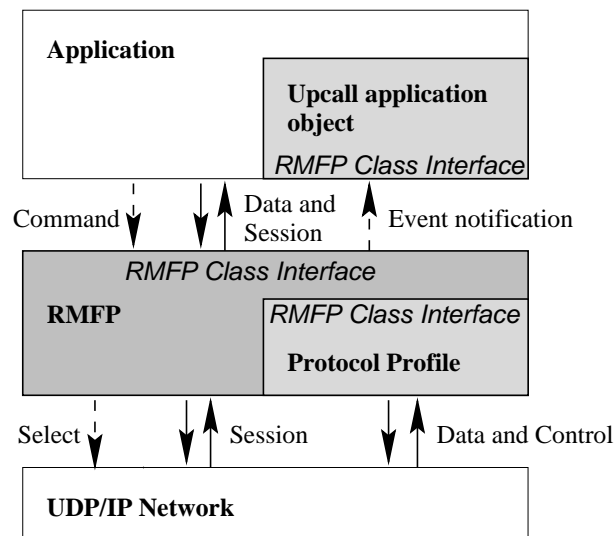 Application
Upcall application
object
RMFP Class Interface
Command
Data and
Session
Event notification
RMFP Class Interface
RMFP
RMFP Class Interface
Protocol Profile
Select
Session
Data and Control
UDP/IP Network